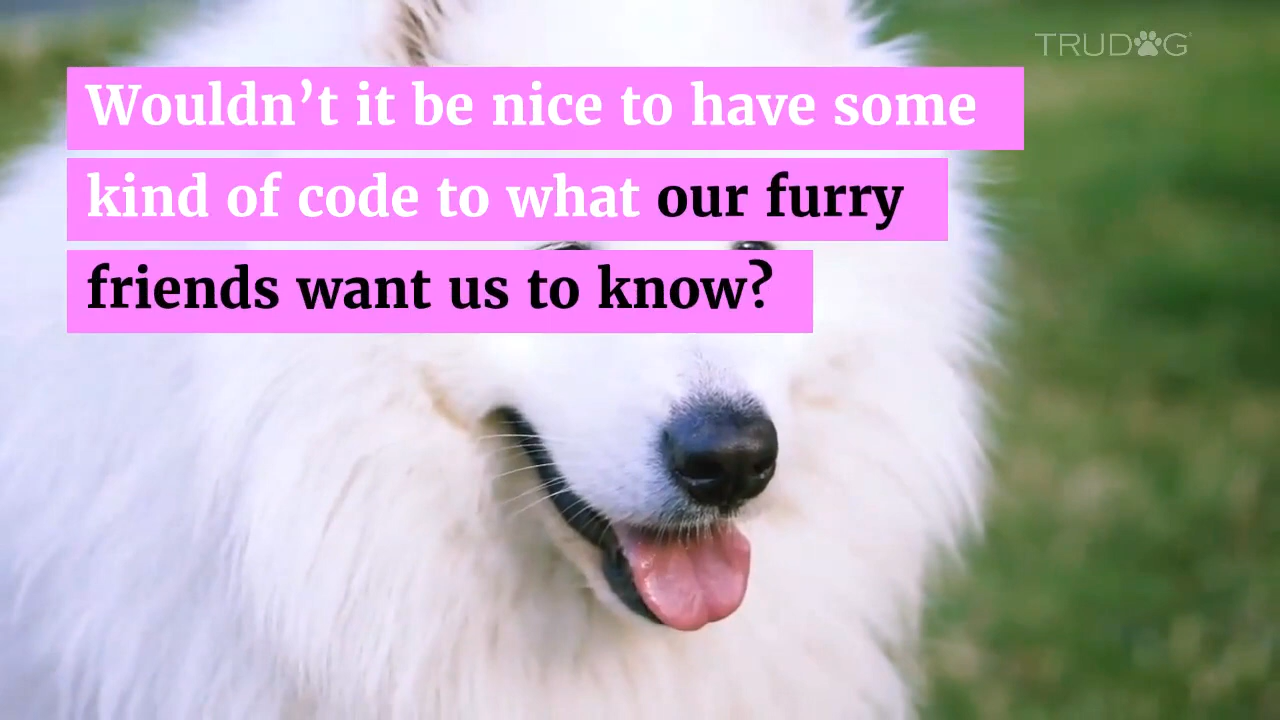 TRUDOG
Wouldn’t it be nice to have some
kind of code to what our furry
friends want us to know?